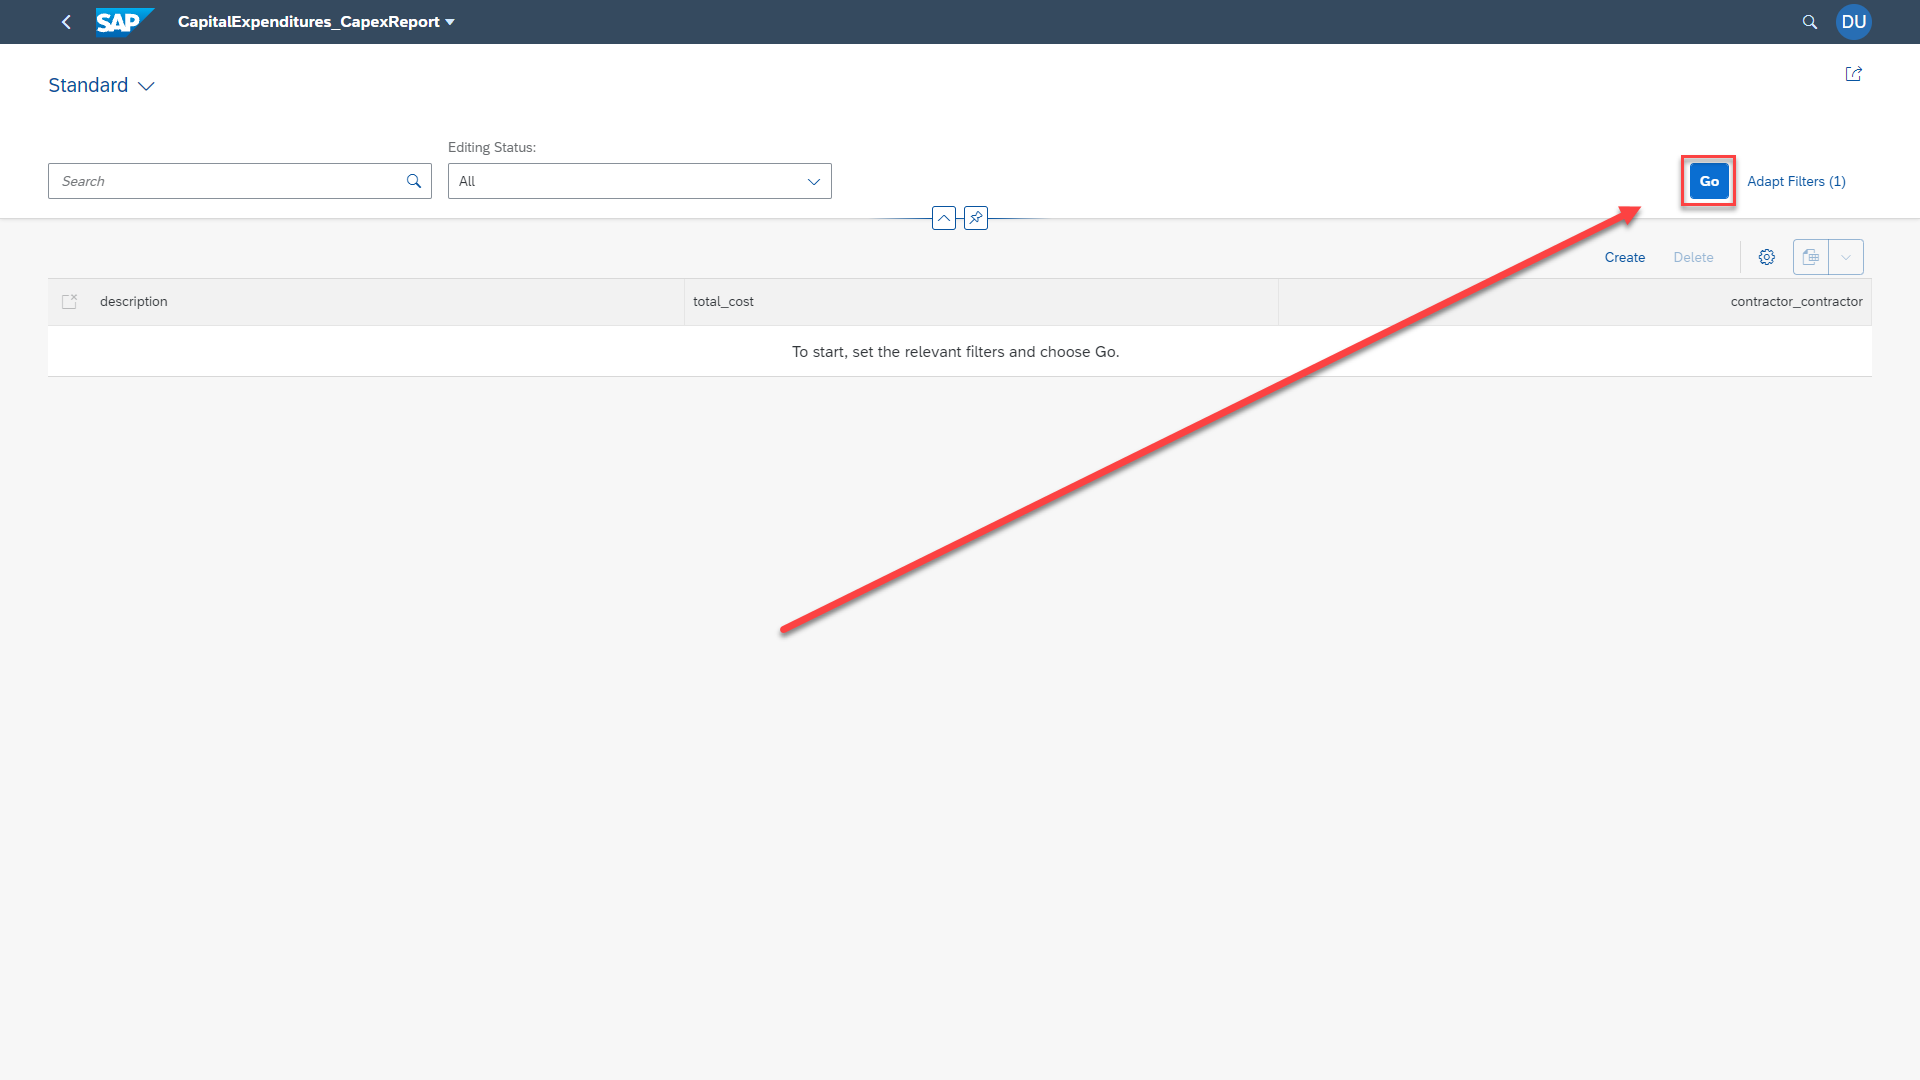 SAP CapitalExpenditures_CapexReport DU
Standard
Editing Status:
Search All Go Adapt Filters (1)
Create Delete
description total_cost contractor_contractor
To start, set the relevant filters and choose Go.